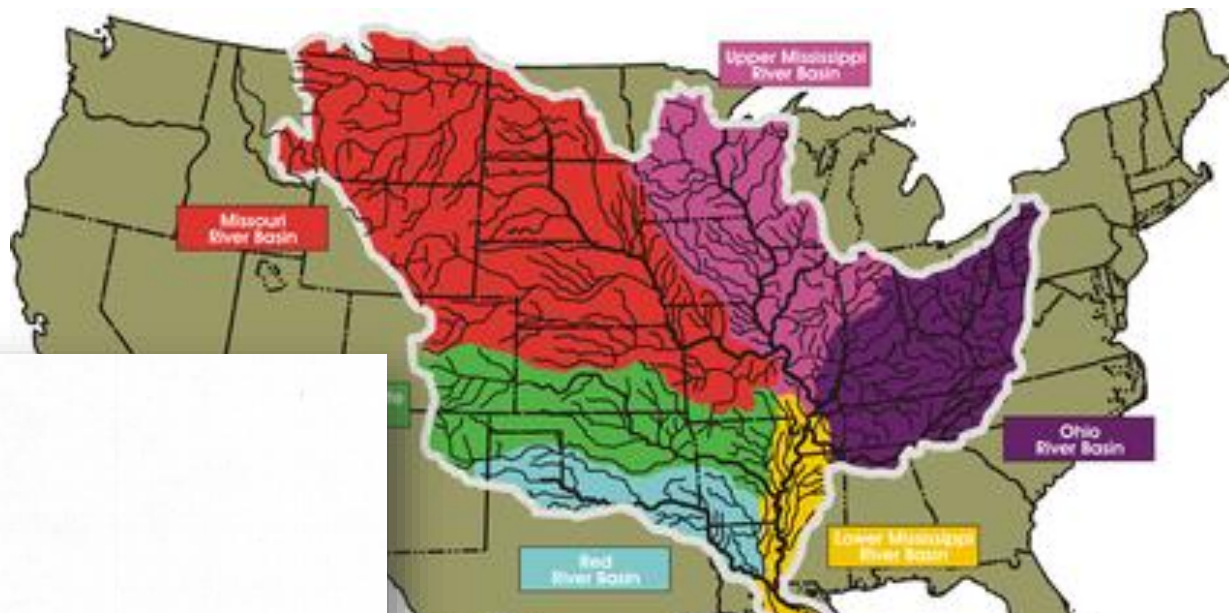 Upper Mississippi
River Basin
Missouri
River Basin
Ohio
River Basin
Lower Mississippi
River Basin
Red
River Basin